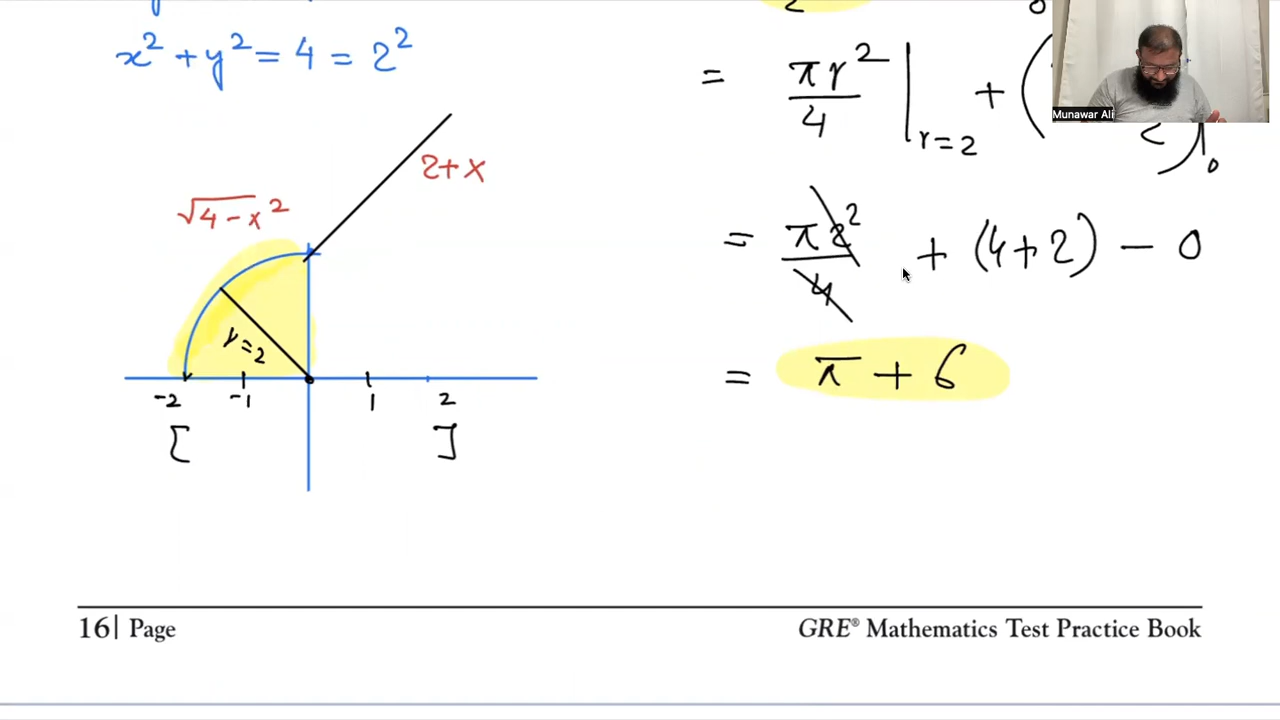 x² + y² = 4 = 2²
= πr²/4 |r=2 + (
Munawar Ali
2+x
√4-x²
= π2²/4 + (4+2) - 0
r=2
= π + 6
-2 -1 1 2
[ ]
16| Page
GRE® Mathematics Test Practice Book